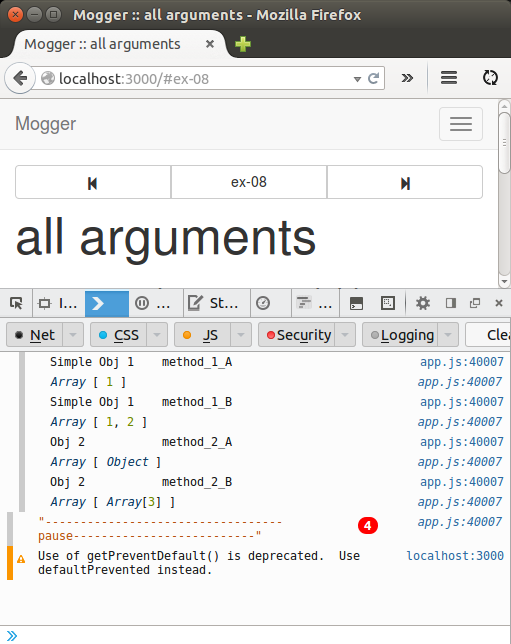 Mogger :: all arguments - Mozilla Firefox
Mogger :: all arguments
localhost:3000/#ex-08
Mogger
ex-08
all arguments
I... St...
Net CSS JS Security Logging Clea
Simple Obj 1 method_1_A app.js:40007
Array [ 1 ] app.js:40007
Simple Obj 1 method_1_B app.js:40007
Array [ 1, 2 ] app.js:40007
Obj 2 method_2_A app.js:40007
Array [ Object ] app.js:40007
Obj 2 method_2_B app.js:40007
Array [ Array[3] ] app.js:40007
"---------------------------------- 4 app.js:40007
pause--------------------------"
Use of getPreventDefault() is deprecated. Use localhost:3000
defaultPrevented instead.